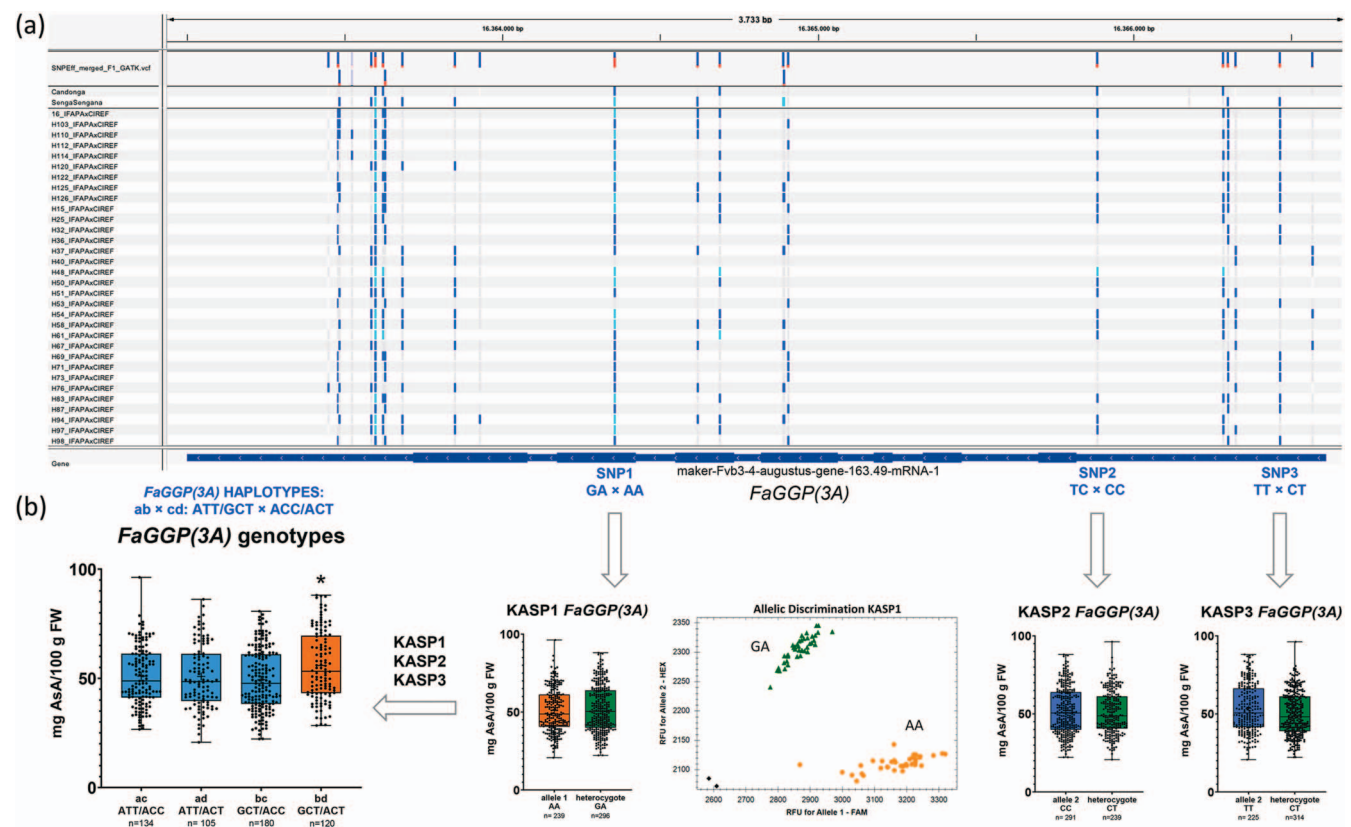 (a)
3.733 bp
16.364.000 bp
16.365.000 bp
16.366.000 bp
SNPEff_merged_F1_GATK.vcf
Candonga
SengaSengana
16_IFAPAxCIREF
H103_IFAPAxCIREF
H110_IFAPAxCIREF
H112_IFAPAxCIREF
H114_IFAPAxCIREF
H120_IFAPAxCIREF
H122_IFAPAxCIREF
H125_IFAPAxCIREF
H126_IFAPAxCIREF
H15_IFAPAxCIREF
H25_IFAPAxCIREF
H32_IFAPAxCIREF
H36_IFAPAxCIREF
H37_IFAPAxCIREF
H40_IFAPAxCIREF
H48_IFAPAxCIREF
H50_IFAPAxCIREF
H51_IFAPAxCIREF
H53_IFAPAxCIREF
H54_IFAPAxCIREF
H58_IFAPAxCIREF
H61_IFAPAxCIREF
H67_IFAPAxCIREF
H69_IFAPAxCIREF
H71_IFAPAxCIREF
H73_IFAPAxCIREF
H76_IFAPAxCIREF
H83_IFAPAxCIREF
H87_IFAPAxCIREF
H94_IFAPAxCIREF
H97_IFAPAxCIREF
H98_IFAPAxCIREF
Gene
SNP1
GA × AA
maker-Fvb3-4-augustus-gene-163.49-mRNA-1
FaGGP(3A)
SNP2
TC × CC
SNP3
TT × CT
(b)
FaGGP(3A) HAPLOTYPES:
ab × cd: ATT/GCT × ACC/ACT
FaGGP(3A) genotypes
mg AsA/100 g FW
100
50
0
*
ac
ATT/ACC
n=134
ad
ATT/ACT
n= 105
bc
GCT/ACC
n=180
bd
GCT/ACT
n=120
KASP1
KASP2
KASP3
KASP1 FaGGP(3A)
mg AsA/100 g FW
100
50
0
allele 1
AA
n= 239
heterocygote
GA
n=296
Allelic Discrimination KASP1
RFU for Allele 2 - HEX
2350
2300
2250
2200
2150
2100
GA
AA
2600 2700 2800 2900 3000 3100 3200 3300
RFU for Allele 1 - FAM
KASP2 FaGGP(3A)
mg AsA/100 g FW
100
50
0
allele 2
CC
n= 291
heterocygote
CT
n=239
KASP3 FaGGP(3A)
mg AsA/100 g FW
100
50
0
allele 2
TT
n= 225
heterocygote
CT
n=314